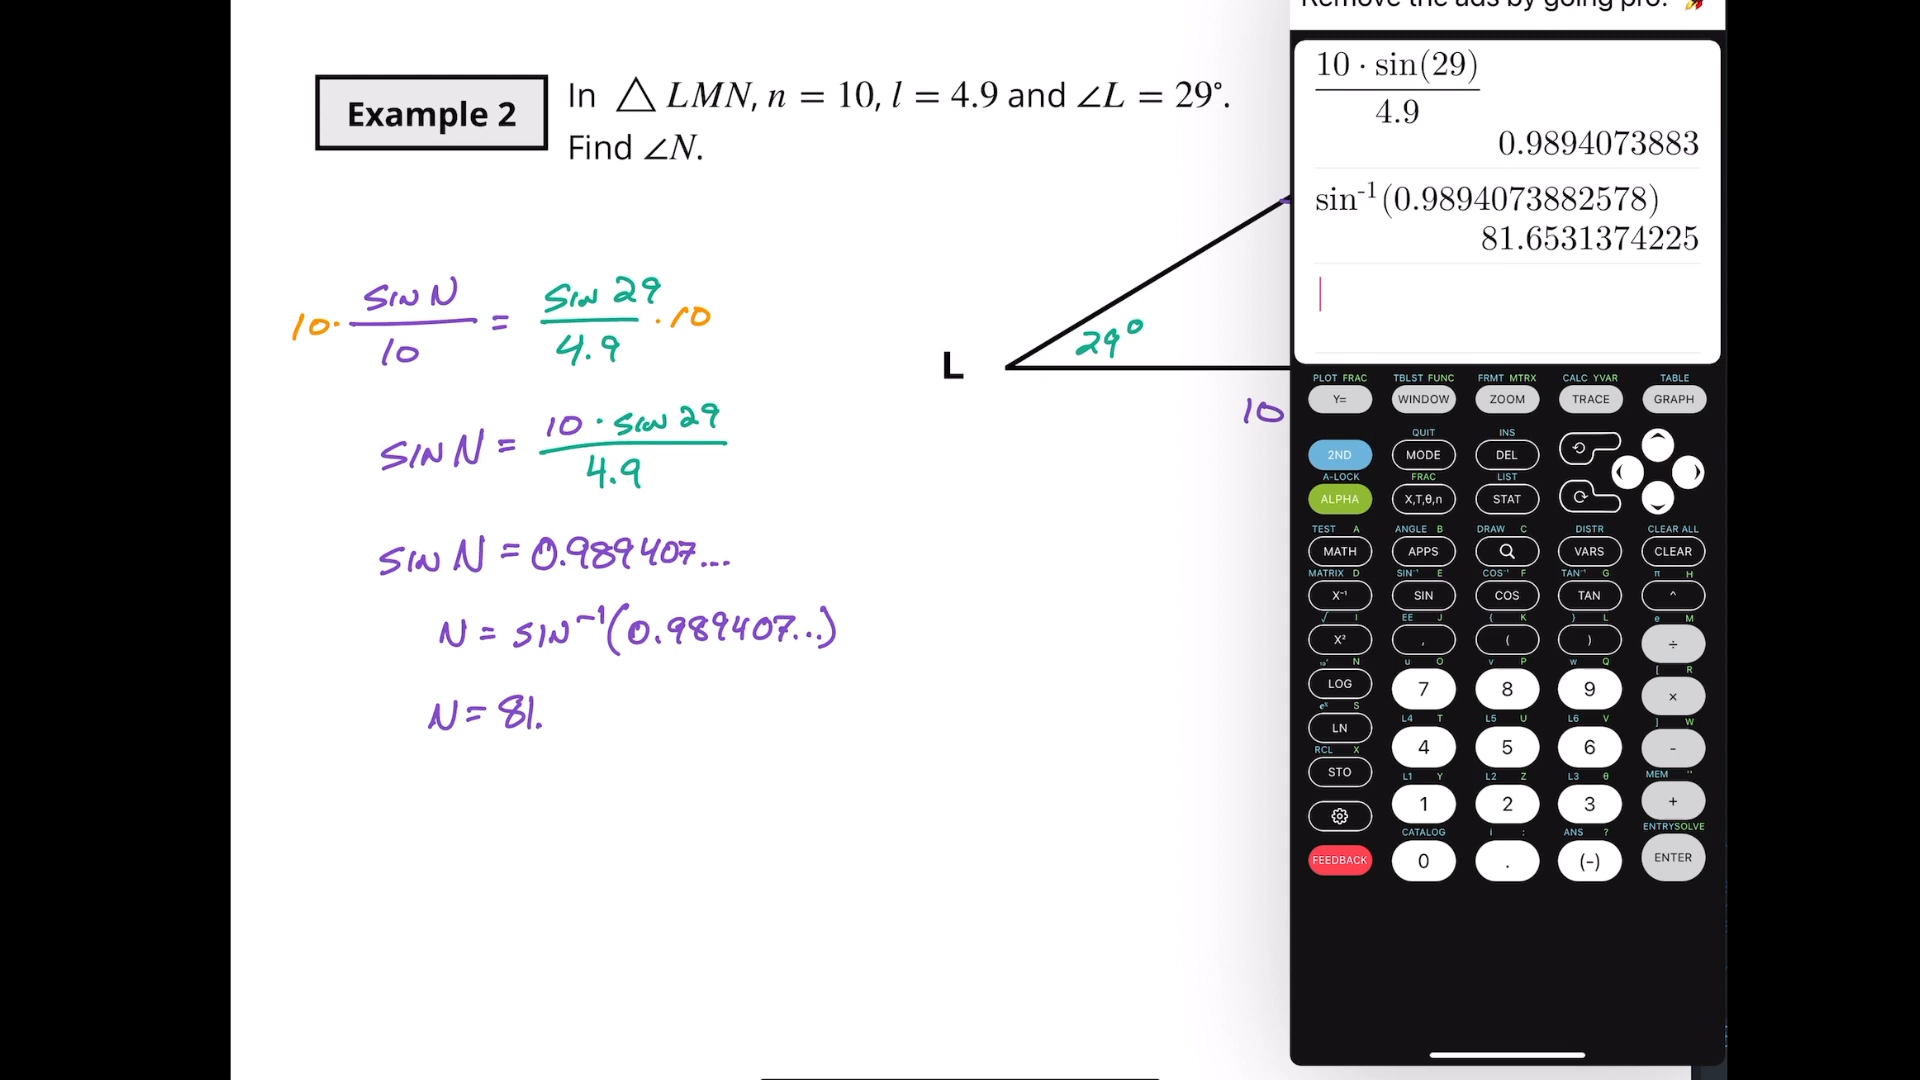 Example 2
In △ LMN, n = 10, l = 4.9 and ∠L = 29°.
Find ∠N.
10 · sin N / 10 = sin 29 / 4.9 · 10
sin N = 10 · sin 29 / 4.9
sin N = 0.989407...
N = sin⁻¹(0.989407...)
N = 81.
L
29°
10
Remove the ads by going pro! 🚀
10 · sin(29)
4.9
0.9894073883
sin⁻¹(0.9894073882578)
81.6531374225
PLOT FRAC TBLST FUNC FRMT MTRX CALC YVAR TABLE
Y= WINDOW ZOOM TRACE GRAPH
QUIT INS
2ND MODE DEL
A-LOCK FRAC LIST
ALPHA X,T,θ,n STAT
TEST A ANGLE B DRAW C DISTR CLEAR ALL
MATH APPS VARS CLEAR
MATRIX D SIN⁻¹ E COS⁻¹ F TAN⁻¹ G π H
X⁻¹ SIN COS TAN ^
√ I EE J { K } L e M
X² , ( ) ÷
N u O v P w Q [ R
LOG 7 8 9 ×
eˣ S L4 T L5 U L6 V ] W
LN 4 5 6 -
RCL X L1 Y L2 Z L3 θ MEM "
STO 1 2 3 +
CATALOG i : ANS ? ENTRY SOLVE
FEEDBACK 0 . (-) ENTER